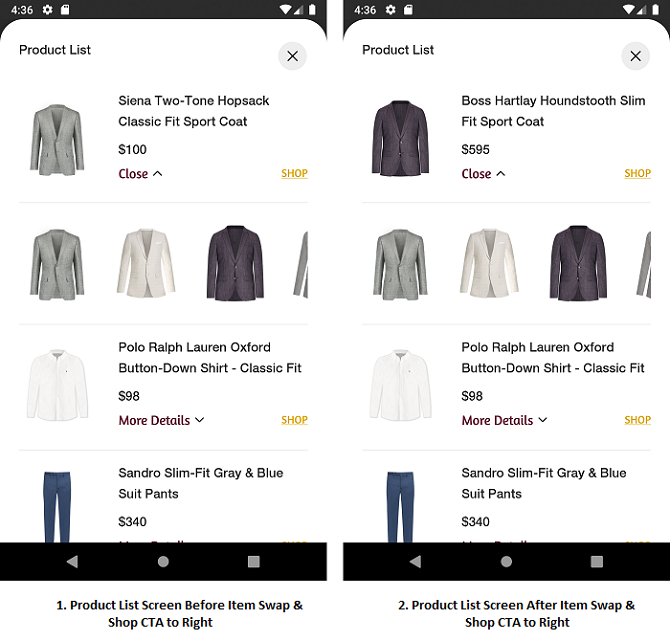 4:36
Product List
Siena Two-Tone Hopsack
Classic Fit Sport Coat
$100
Close
SHOP
Polo Ralph Lauren Oxford
Button-Down Shirt - Classic Fit
$98
More Details
SHOP
Sandro Slim-Fit Gray & Blue
Suit Pants
$340
1. Product List Screen Before Item Swap &
Shop CTA to Right
4:36
Product List
Boss Hartlay Houndstooth Slim
Fit Sport Coat
$595
Close
SHOP
Polo Ralph Lauren Oxford
Button-Down Shirt - Classic Fit
$98
More Details
SHOP
Sandro Slim-Fit Gray & Blue
Suit Pants
$340
2. Product List Screen After Item Swap &
Shop CTA to Right